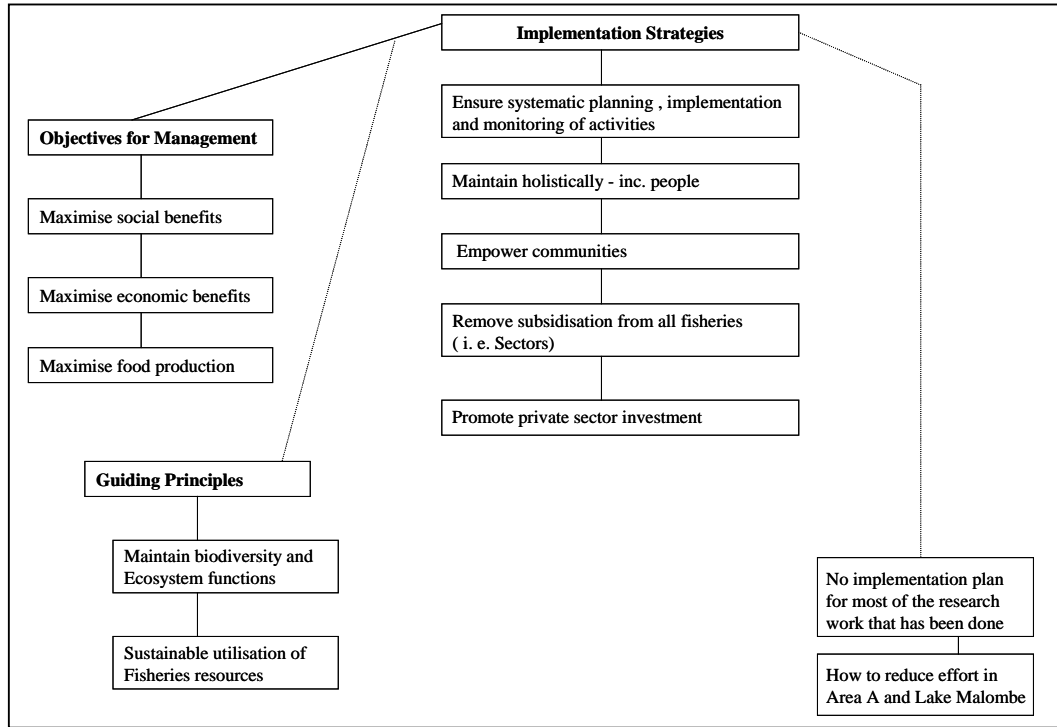 Implementation Strategies
Ensure systematic planning , implementation
and monitoring of activities
Maintain holistically - inc. people
Empower communities
Remove subsidisation from all fisheries
( i. e. Sectors)
Promote private sector investment
Objectives for Management
Maximise social benefits
Maximise economic benefits
Maximise food production
Guiding Principles
Maintain biodiversity and
Ecosystem functions
Sustainable utilisation of
Fisheries resources
No implementation plan
for most of the research
work that has been done
How to reduce effort in
Area A and Lake Malombe